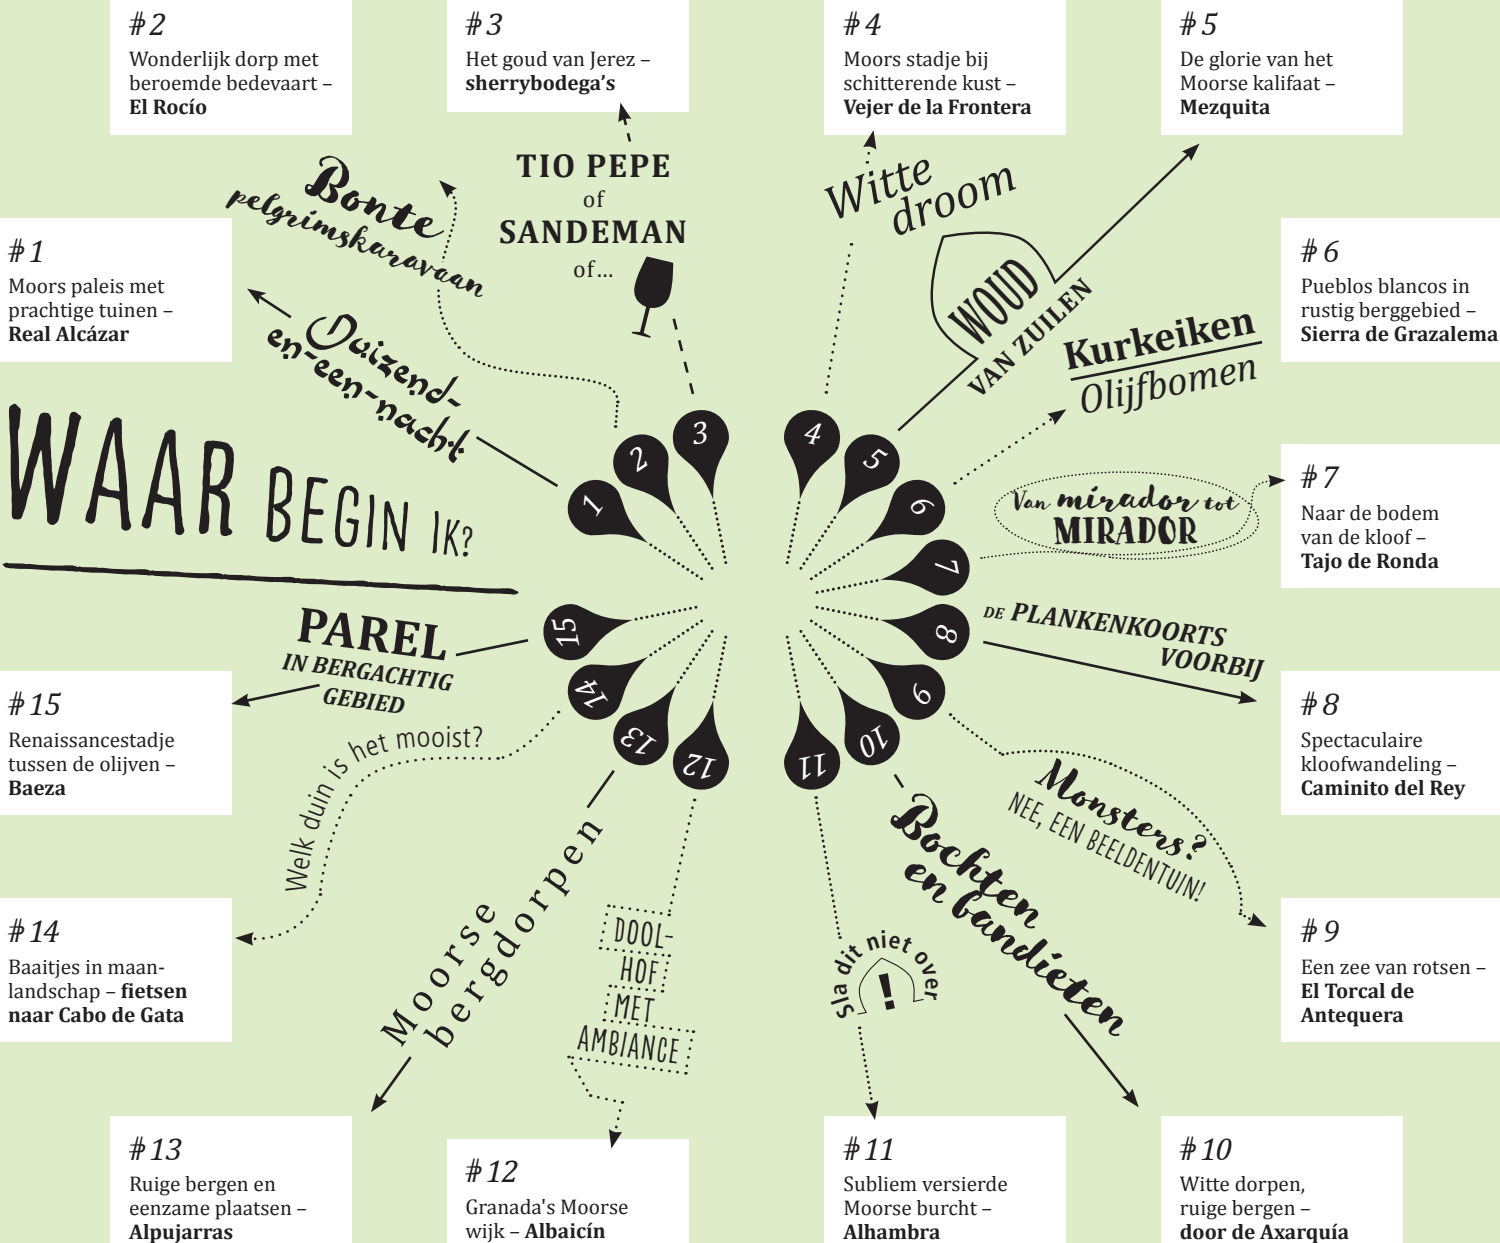 #2
Wonderlijk dorp met
beroemde bedevaart –
El Rocío
#3
Het goud van Jerez –
sherrybodega's
#4
Moors stadje bij
schitterende kust –
Vejer de la Frontera
#5
De glorie van het
Moorse kalifaat –
Mezquita
#1
Moors paleis met
prachtige tuinen –
Real Alcázar
#6
Pueblos blancos in
rustig berggebied –
Sierra de Grazalema
Bonte
pelgrimskaravaan
TIO PEPE
of
SANDEMAN
of...
Witte
droom
WOUD
VAN ZUILEN
Duizend-
en-een-nacht
Kurkeiken
Olijfbomen
WAAR BEGIN IK?
1
2
3
4
5
6
7
8
9
10
11
12
13
14
15
Van mirador tot
MIRADOR
#7
Naar de bodem
van de kloof –
Tajo de Ronda
DE PLANKENKOORTS
VOORBIJ
PAREL
IN BERGACHTIG
GEBIED
#15
Renaissancestadje
tussen de olijven –
Baeza
#8
Spectaculaire
kloofwandeling –
Caminito del Rey
Welk duin is het mooist?
Monsters?
NEE, EEN BEELDENTUIN!
Moorse
bergdorpen
DOOL-
HOF
MET
AMBIANCE
Sla dit niet over
!
Bochten
en bandieten
#14
Baaitjes in maan-
landschap – fietsen
naar Cabo de Gata
#9
Een zee van rotsen –
El Torcal de
Antequera
#13
Ruige bergen en
eenzame plaatsen –
Alpujarras
#12
Granada's Moorse
wijk – Albaicín
#11
Subliem versierde
Moorse burcht –
Alhambra
#10
Witte dorpen,
ruige bergen –
door de Axarquía